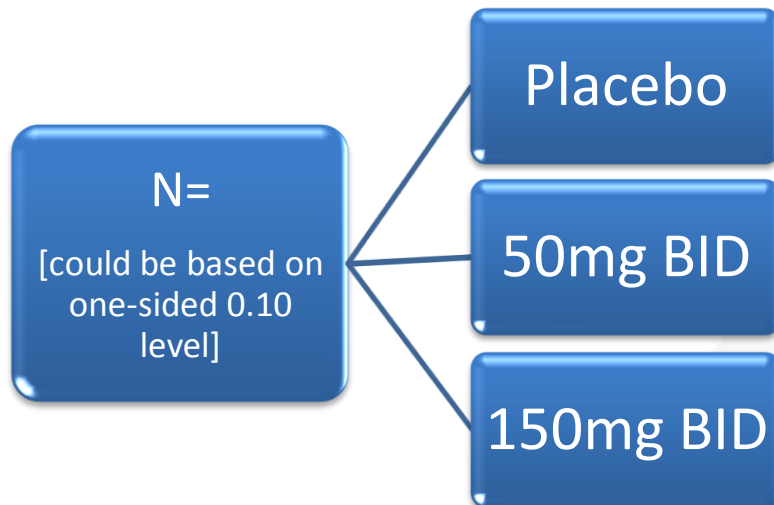 N=
[could be based on
one-sided 0.10
level]
Placebo
50mg BID
150mg BID